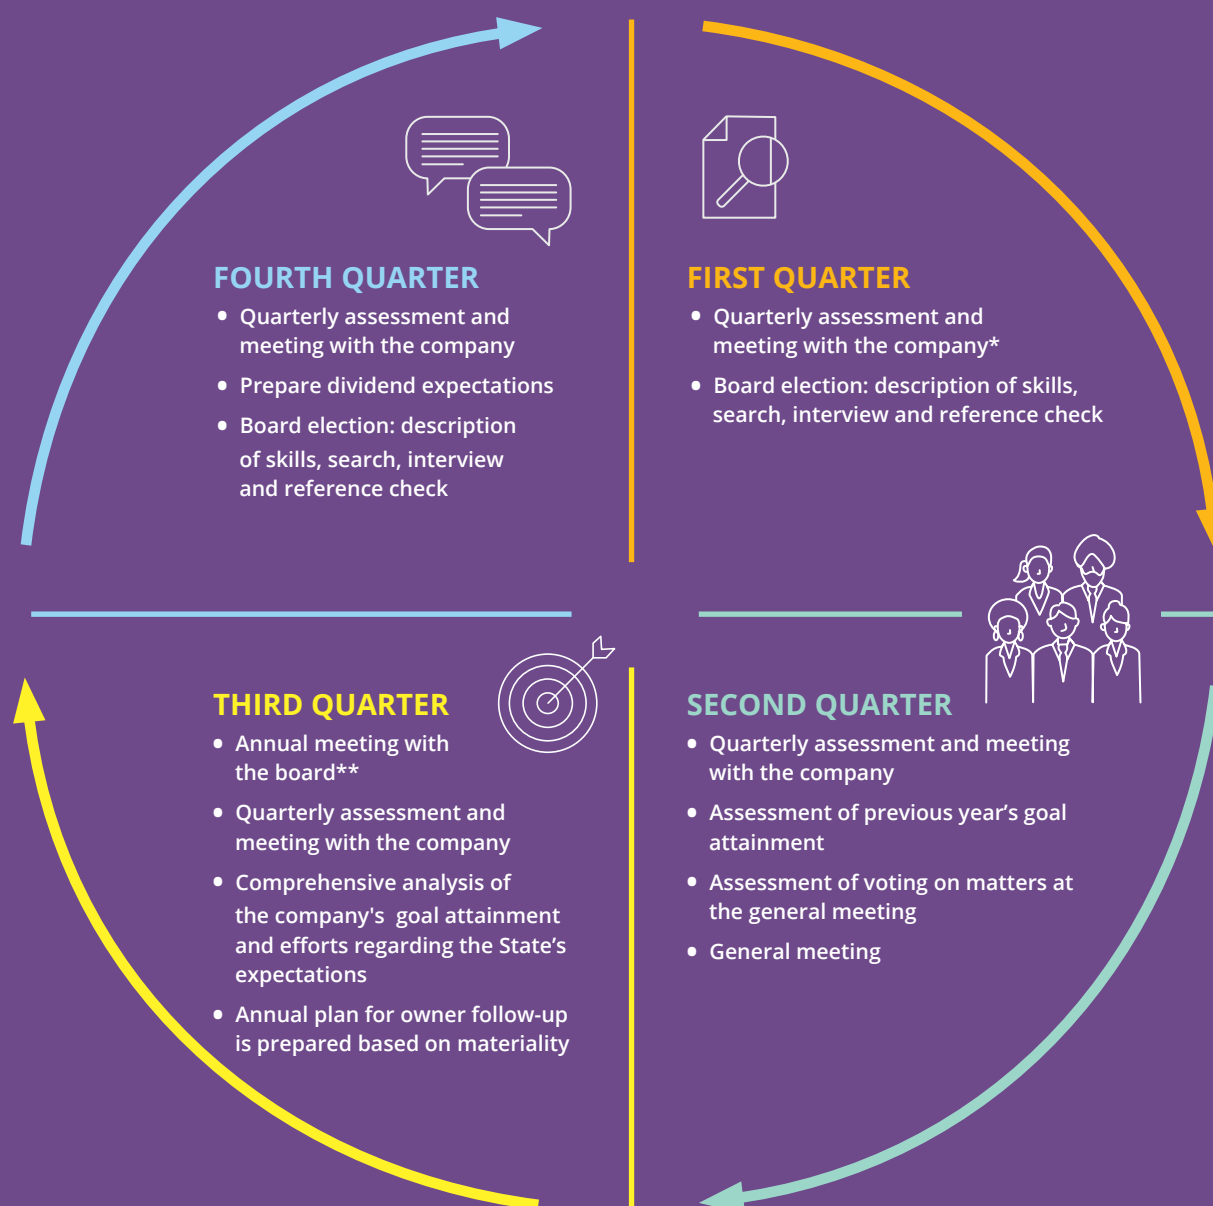 FOURTH QUARTER
• Quarterly assessment and
meeting with the company
• Prepare dividend expectations
• Board election: description
of skills, search, interview
and reference check
FIRST QUARTER
• Quarterly assessment and
meeting with the company*
• Board election: description of skills,
search, interview and reference check
THIRD QUARTER
• Annual meeting with
the board**
• Quarterly assessment and
meeting with the company
• Comprehensive analysis of
the company's  goal attainment
and efforts regarding the State’s
expectations
• Annual plan for owner follow-up
is prepared based on materiality
SECOND QUARTER
• Quarterly assessment and meeting
with the company
• Assessment of previous year’s goal
attainment
• Assessment of voting on matters at
the general meeting
• General meeting